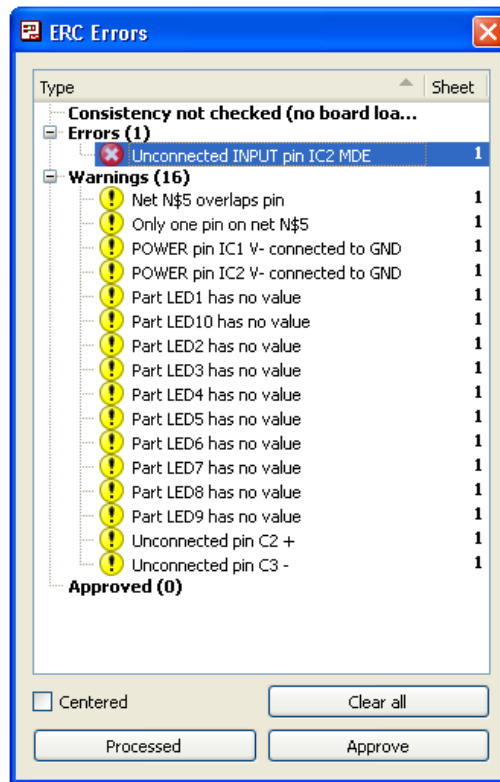 ERC Errors
Type Sheet
Consistency not checked (no board loa...
Errors (1)
Unconnected INPUT pin IC2 MDE 1
Warnings (16)
Net N$5 overlaps pin 1
Only one pin on net N$5 1
POWER pin IC1 V- connected to GND 1
POWER pin IC2 V- connected to GND 1
Part LED1 has no value 1
Part LED10 has no value 1
Part LED2 has no value 1
Part LED3 has no value 1
Part LED4 has no value 1
Part LED5 has no value 1
Part LED6 has no value 1
Part LED7 has no value 1
Part LED8 has no value 1
Part LED9 has no value 1
Unconnected pin C2 + 1
Unconnected pin C3 - 1
Approved (0)
Centered Clear all
Processed Approve